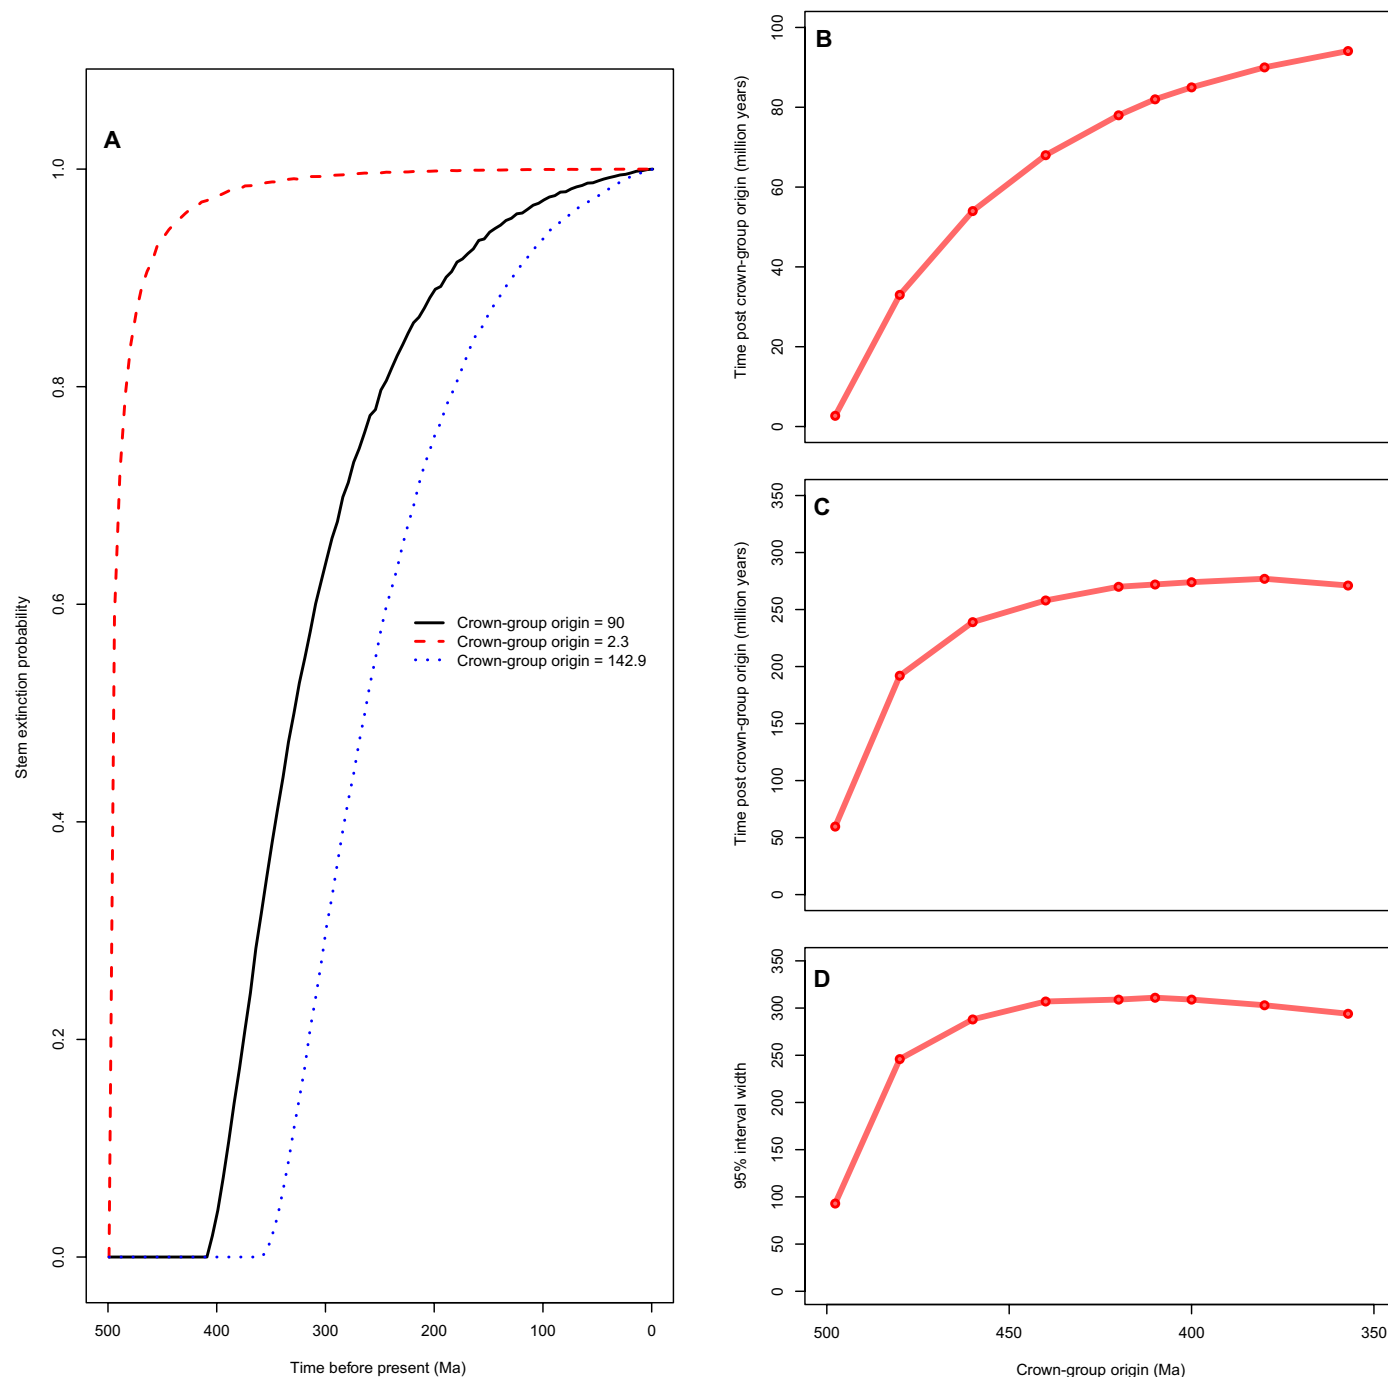 A
Stem extinction probability
0.0 0.2 0.4 0.6 0.8 1.0
Crown-group origin = 90
Crown-group origin = 2.3
Crown-group origin = 142.9
500 400 300 200 100 0
Time before present (Ma)
B
Time post crown-group origin (million years)
0 20 40 60 80 100
C
Time post crown-group origin (million years)
0 50 100 150 200 250 300 350
D
95% interval width
0 50 100 150 200 250 300 350
500 450 400 350
Crown-group origin (Ma)